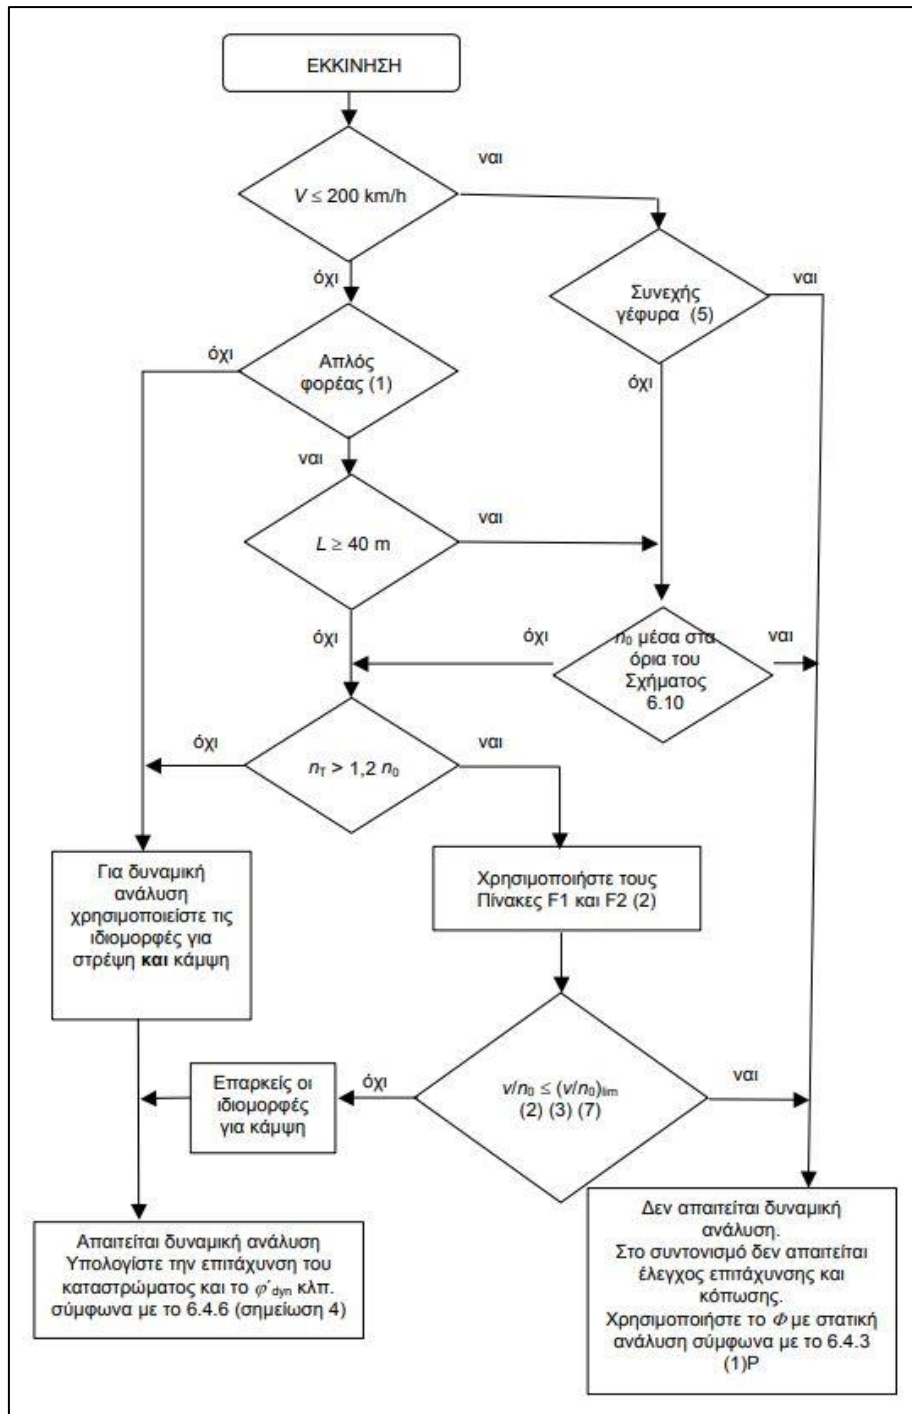 ΕΚΚΙΝΗΣΗ
V ≤ 200 km/h
ναι
όχι
Συνεχής
γέφυρα (5)
ναι
όχι
όχι
Απλός
φορέας (1)
ναι
L ≥ 40 m
ναι
όχι
όχι
n₀ μέσα στα
όρια του
Σχήματος
6.10
ναι
όχι
n_T > 1,2 n₀
ναι
Για δυναμική
ανάλυση
χρησιμοποιείστε τις
ιδιομορφές για
στρέψη και κάμψη
Χρησιμοποιήστε τους
Πίνακες F1 και F2 (2)
Επαρκείς οι
ιδιομορφές
για κάμψη
όχι
v/n₀ ≤ (v/n₀)lim
(2) (3) (7)
ναι
Απαιτείται δυναμική ανάλυση
Υπολογίστε την επιτάχυνση του
καταστρώματος και το φ΄dyn κλπ.
σύμφωνα με το 6.4.6 (σημείωση 4)
Δεν απαιτείται δυναμική
ανάλυση.
Στο συντονισμό δεν απαιτείται
έλεγχος επιτάχυνσης και
κόπωσης.
Χρησιμοποιήστε το Φ με στατική
ανάλυση σύμφωνα με το 6.4.3
(1)P